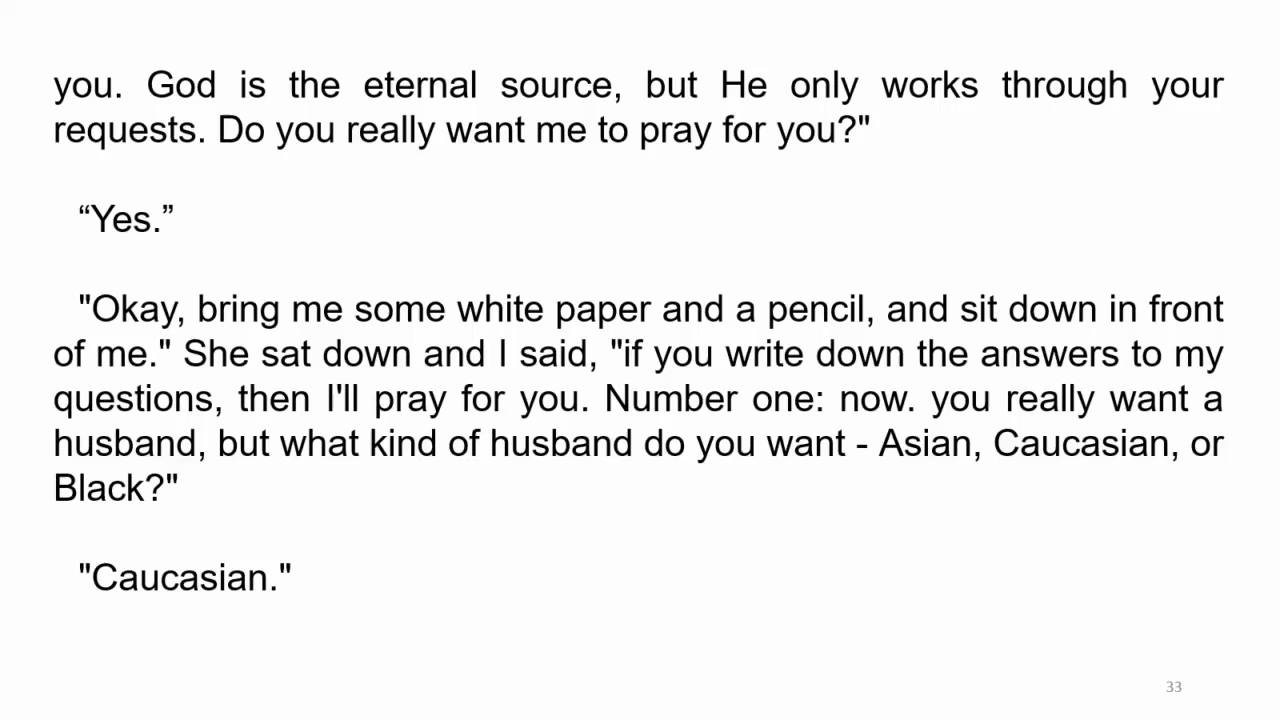 you. God is the eternal source, but He only works through your
requests. Do you really want me to pray for you?"
“Yes.”
"Okay, bring me some white paper and a pencil, and sit down in front
of me." She sat down and I said, "if you write down the answers to my
questions, then I'll pray for you. Number one: now. you really want a
husband, but what kind of husband do you want - Asian, Caucasian, or
Black?"
"Caucasian."
33